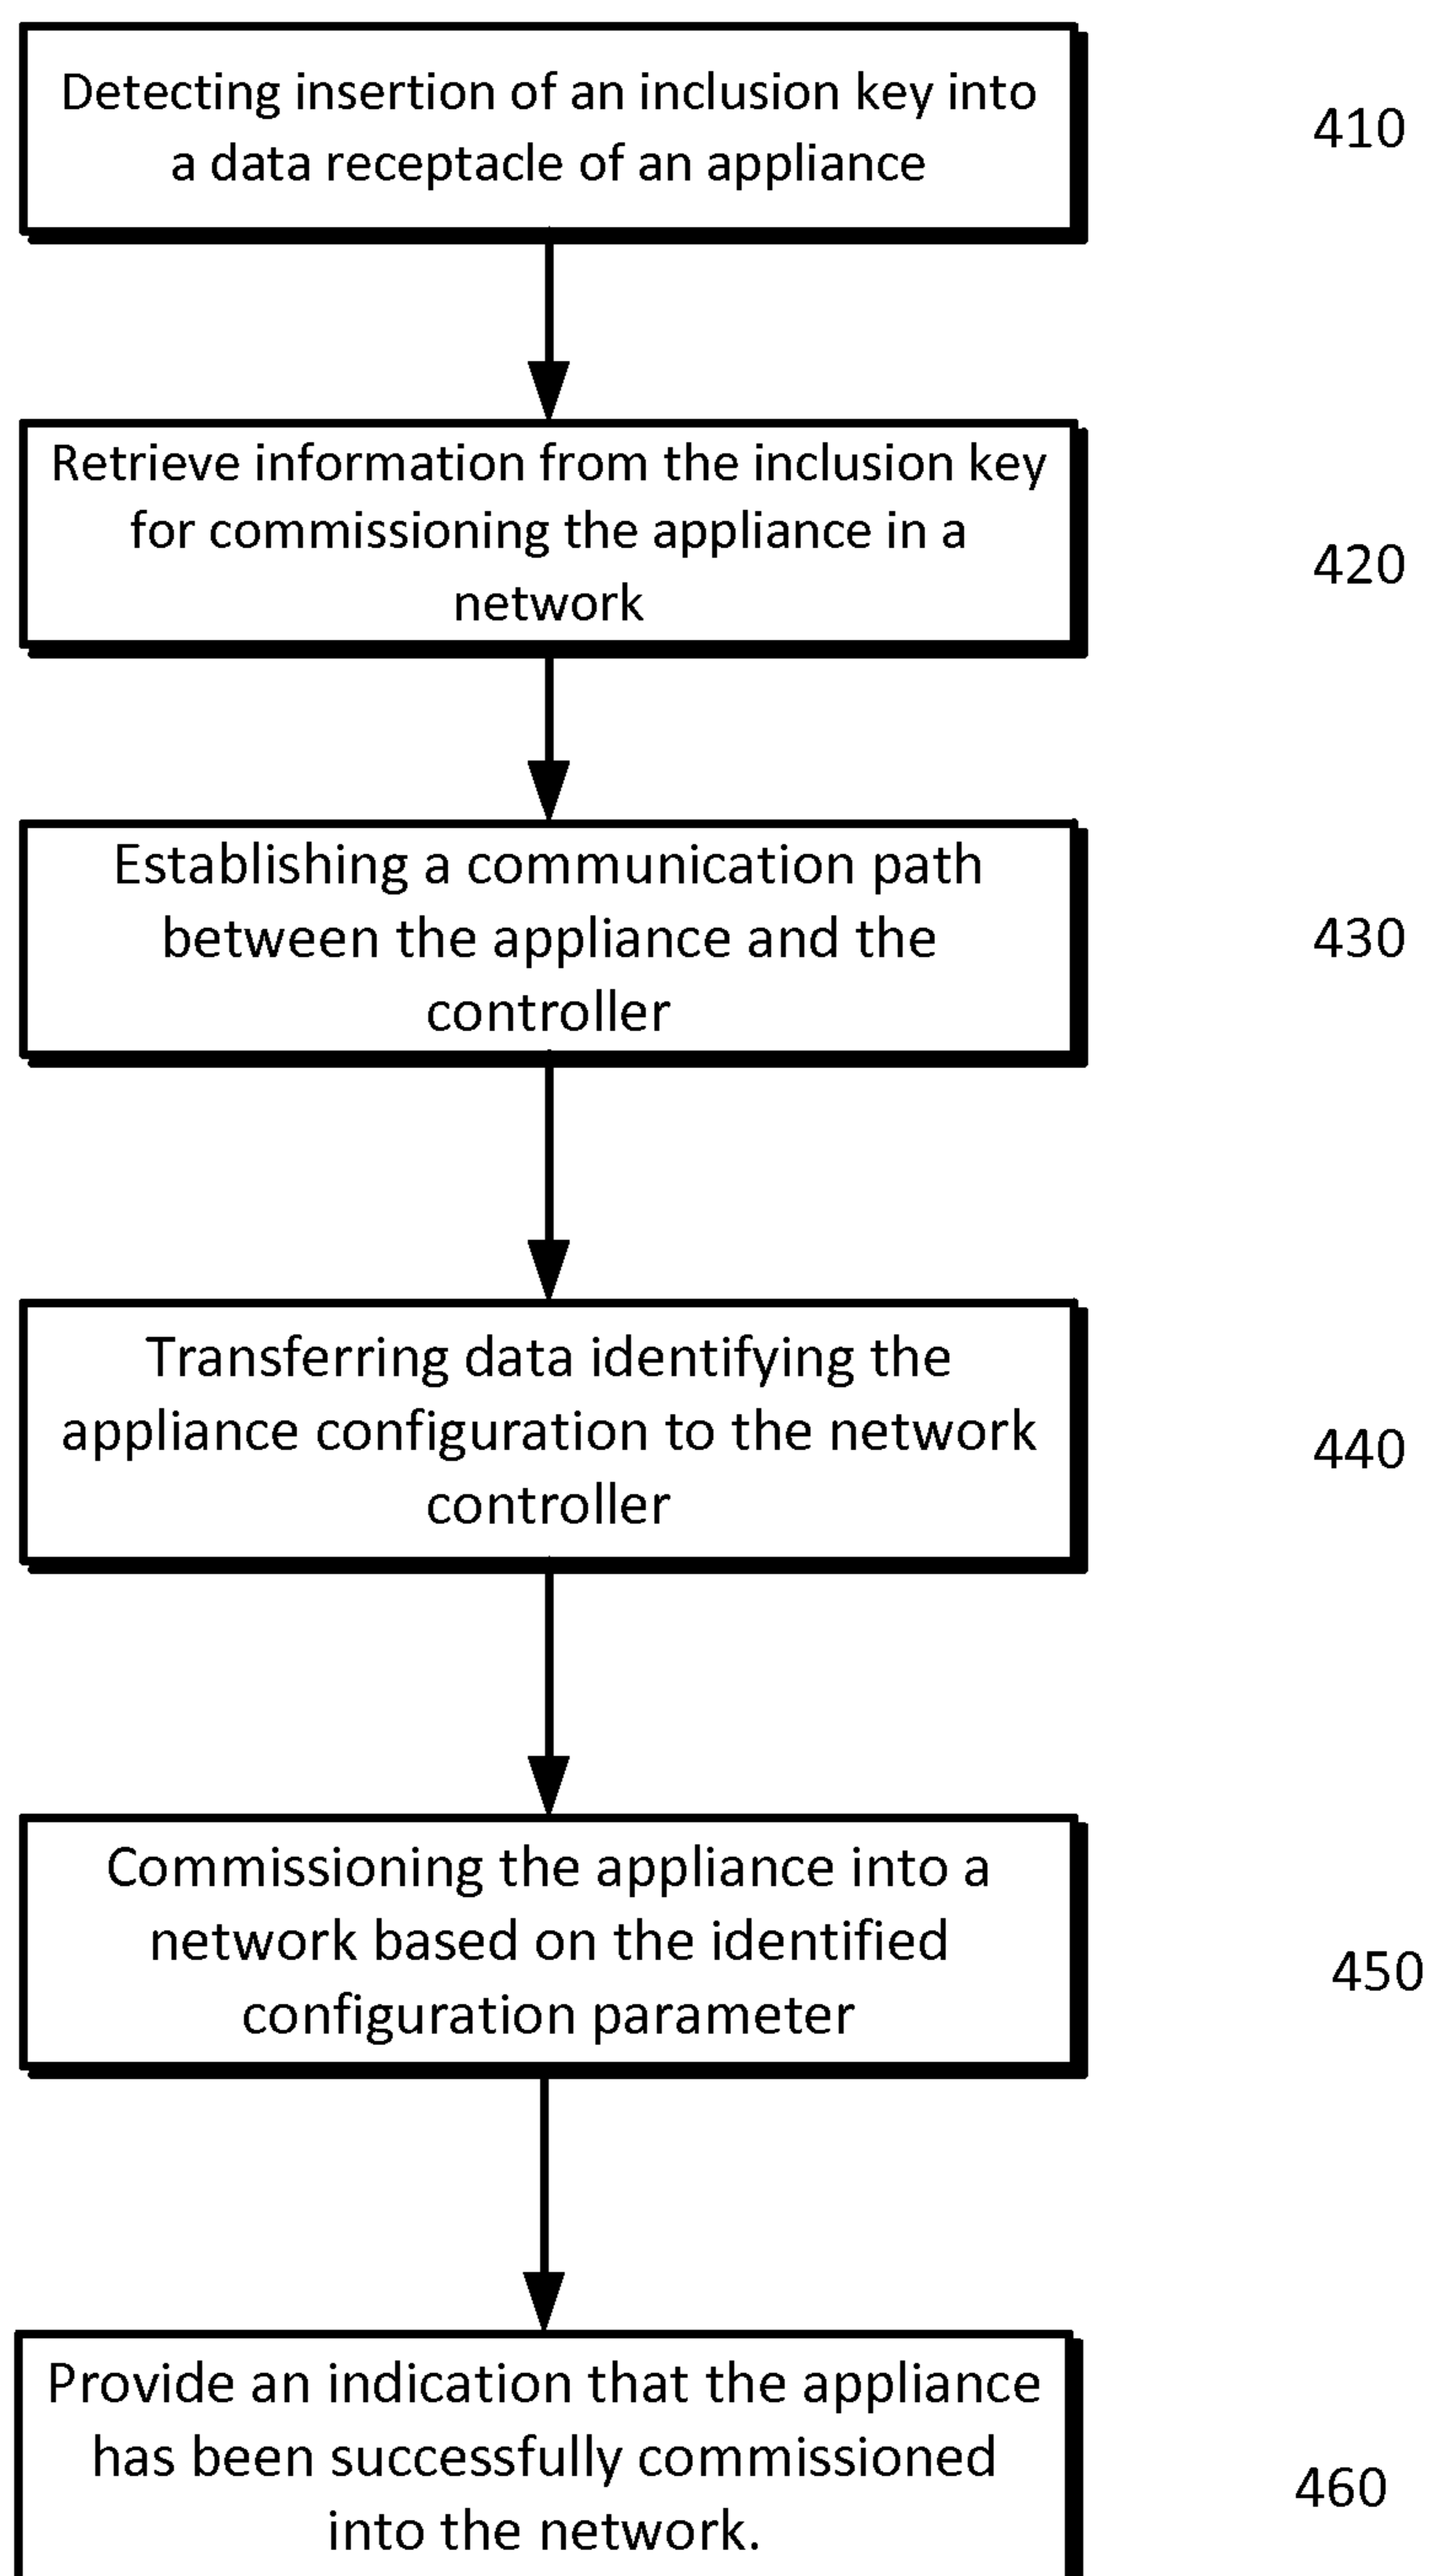 Detecting insertion of an inclusion key into
a data receptacle of an appliance
410
Retrieve information from the inclusion key
for commissioning the appliance in a
network
420
Establishing a communication path
between the appliance and the
controller
430
Transferring data identifying the
appliance configuration to the network
controller
440
Commissioning the appliance into a
network based on the identified
configuration parameter
450
Provide an indication that the appliance
has been successfully commissioned
into the network.
460